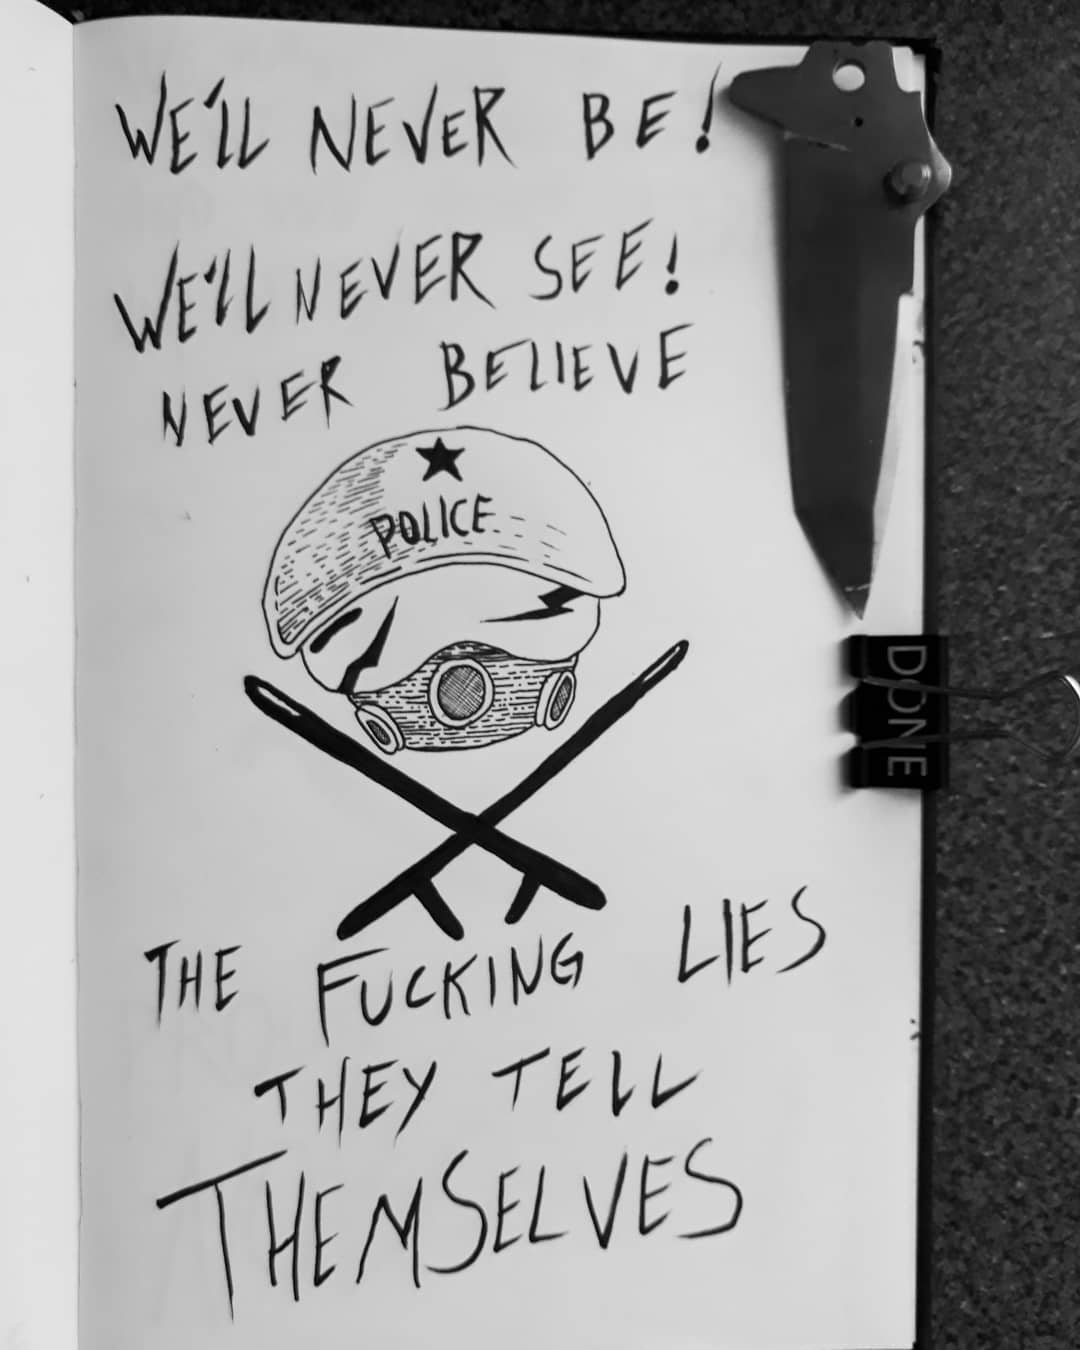 WE'LL NEVER BE!
WE'LL NEVER SEE!
NEVER BELIEVE
POLICE
DONE
THE FUCKING LIES
THEY TELL
THEMSELVES